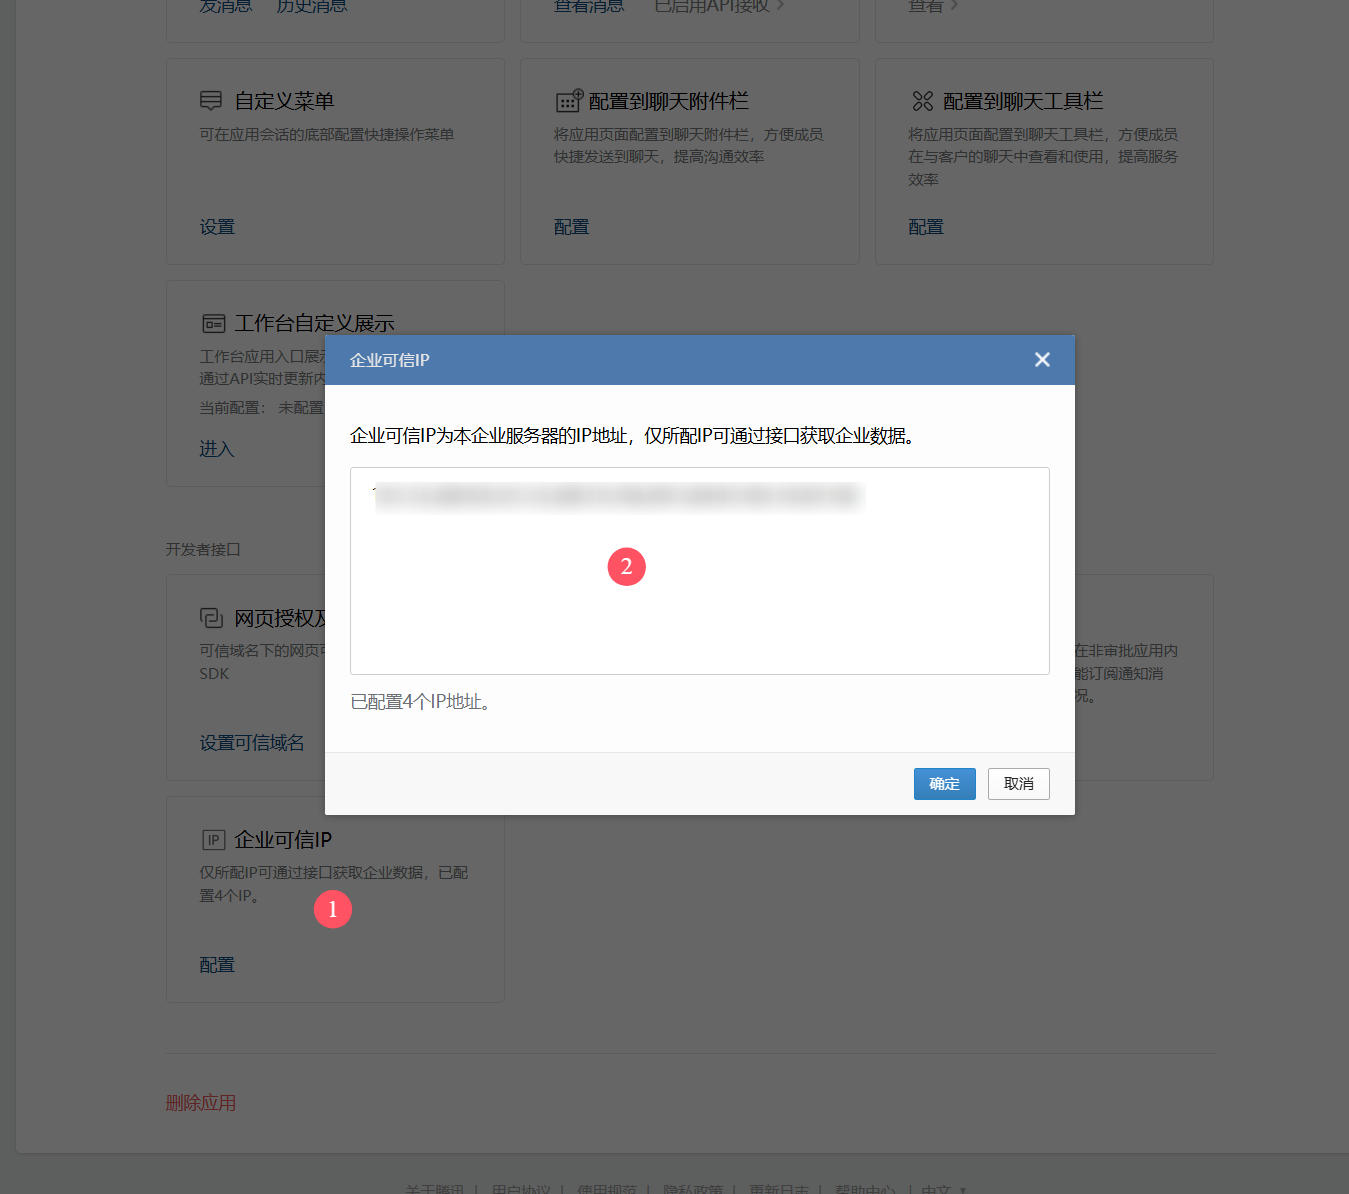 发消息 历史消息
查看消息 已启用API接收
查看
自定义菜单
可在应用会话的底部配置快捷操作菜单
设置
配置到聊天附件栏
将应用页面配置到聊天附件栏，方便成员
快捷发送到聊天，提高沟通效率
配置
配置到聊天工具栏
将应用页面配置到聊天工具栏，方便成员
在与客户的聊天中查看和使用，提高服务
效率
配置
工作台自定义展示
工作台应用入口展
通过API实时更新内
当前配置： 未配置
进入
企业可信IP
企业可信IP为本企业服务器的IP地址，仅所配IP可通过接口获取企业数据。
2
已配置4个IP地址。
确定 取消
开发者接口
网页授权及
可信域名下的网页可
SDK
设置可信域名
在非审批应用内
能订阅通知消
况。
IP 企业可信IP
仅所配IP可通过接口获取企业数据，已配
置4个IP。
1
配置
删除应用
关于腾讯 | 用户协议 | 使用规范 | 隐私政策 | 更新日志 | 帮助中心 | 中文